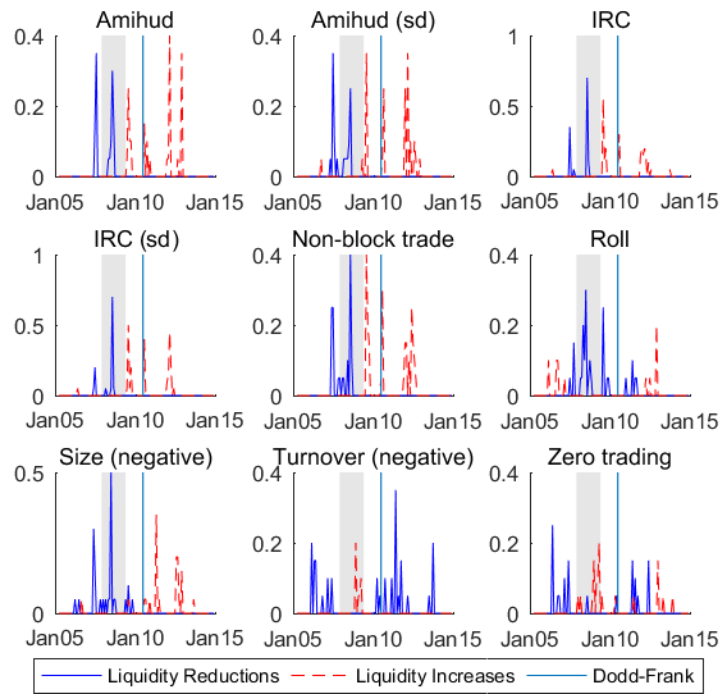 Amihud
Amihud (sd)
IRC
0.4
0.2
0
Jan05 Jan10 Jan15
0.4
0.2
0
Jan05 Jan10 Jan15
1
0.5
0
Jan05 Jan10 Jan15
IRC (sd)
Non-block trade
Roll
1
0.5
0
Jan05 Jan10 Jan15
0.4
0.2
0
Jan05 Jan10 Jan15
0.4
0.2
0
Jan05 Jan10 Jan15
Size (negative)
Turnover (negative)
Zero trading
0.5
0
Jan05 Jan10 Jan15
0.4
0.2
0
Jan05 Jan10 Jan15
0.4
0.2
0
Jan05 Jan10 Jan15
Liquidity Reductions Liquidity Increases Dodd-Frank